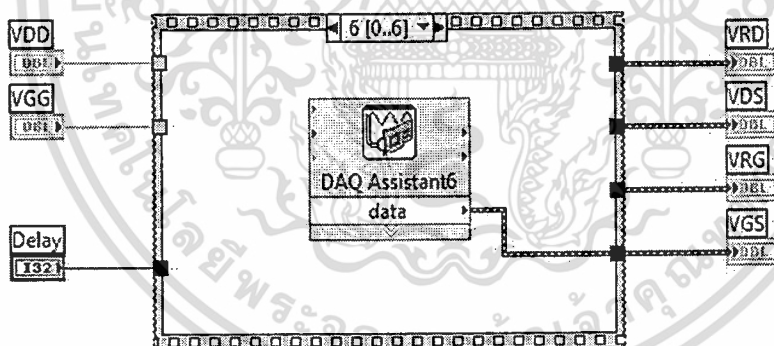 6 [0..6]
VDD
DBL
VGG
DBL
Delay
I32
DAQ Assistant6
data
VRD
DBL
VDS
DBL
VRG
DBL
VGS
DBL